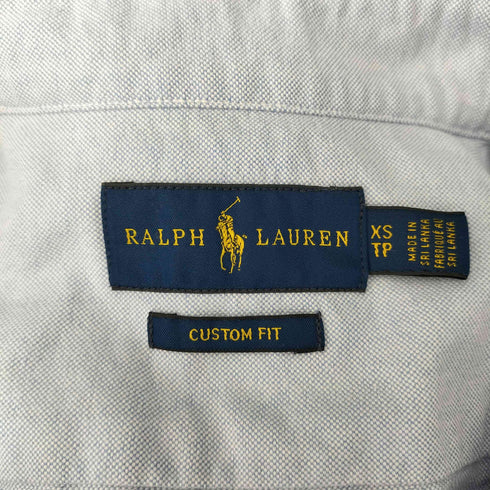 RALPH LAUREN
XS
TP
MADE IN
SRI LANKA
FABRIQUÉ AU
SRI LANKA
CUSTOM FIT